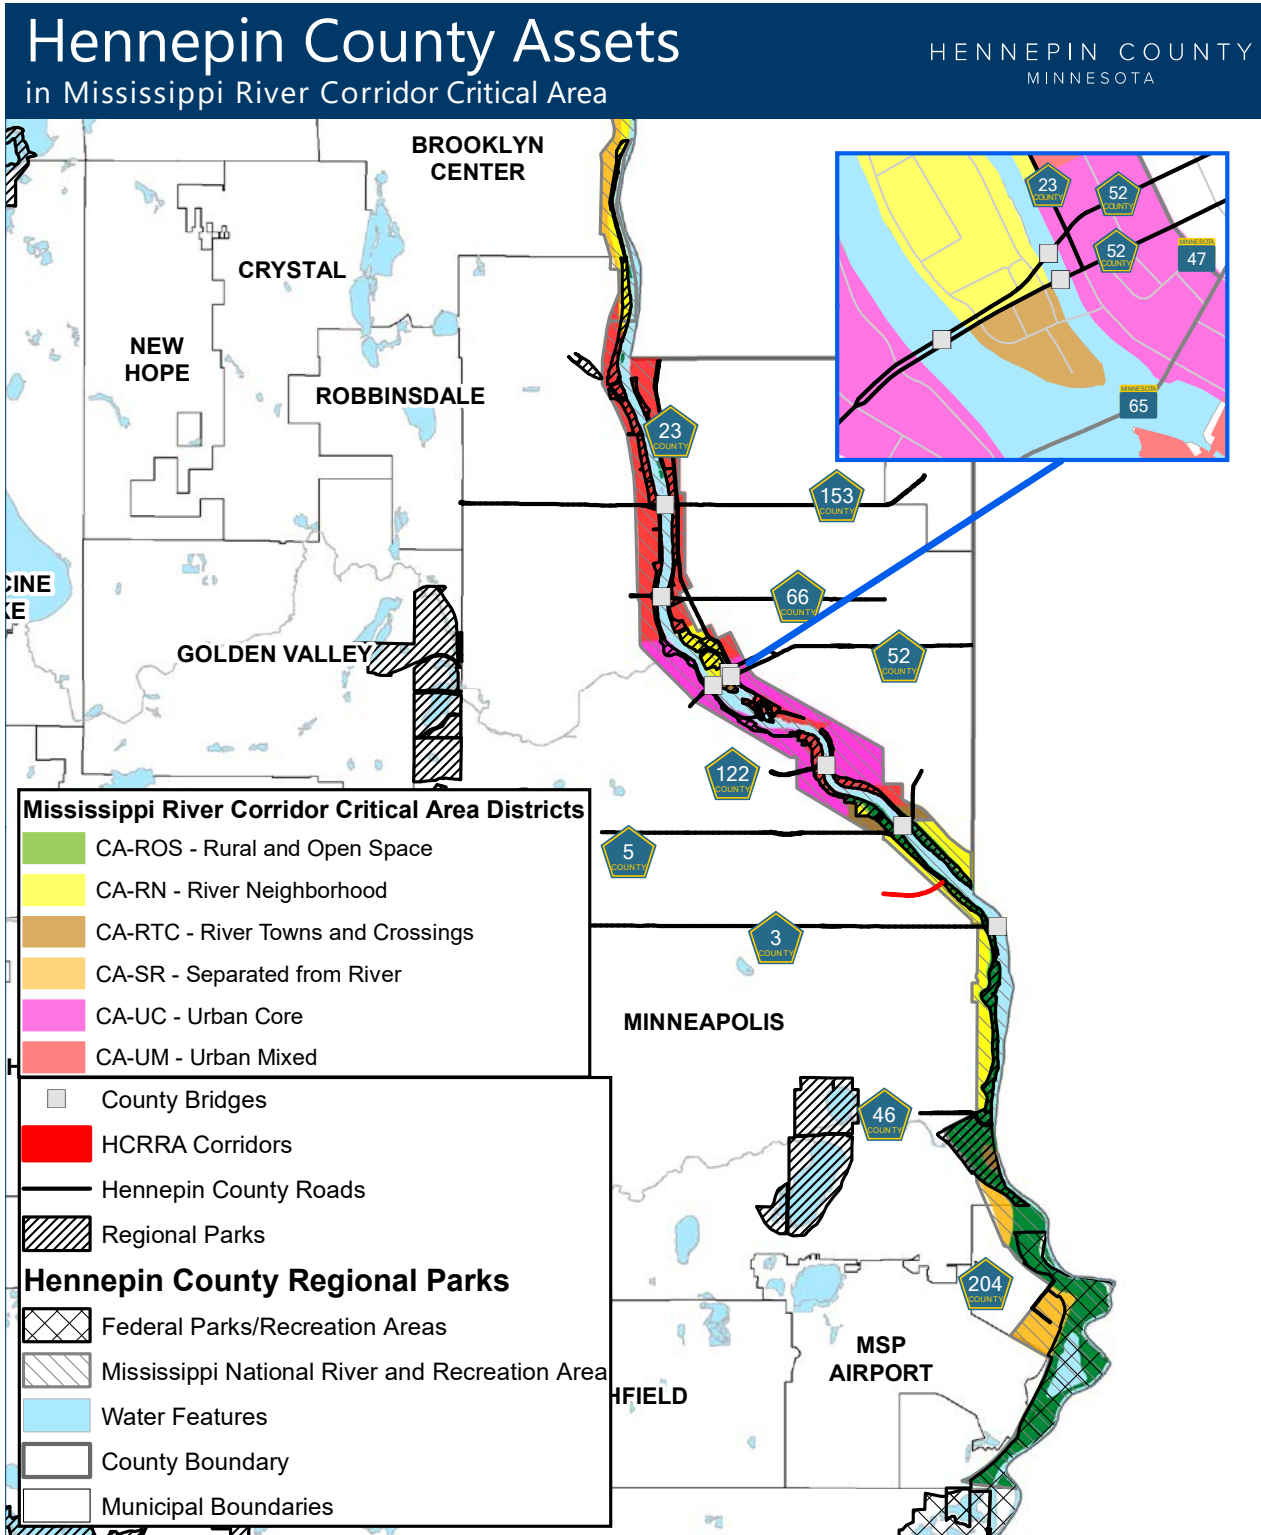 Hennepin County Assets
in Mississippi River Corridor Critical Area
HENNEPIN COUNTY
MINNESOTA
BROOKLYN
CENTER
CRYSTAL
NEW
HOPE
ROBBINSDALE
23
COUNTY
52
COUNTY
52
COUNTY
MINNESOTA
47
MINNESOTA
65
23
COUNTY
153
COUNTY
CINE
KE
66
COUNTY
GOLDEN VALLEY
52
COUNTY
122
COUNTY
5
COUNTY
3
COUNTY
MINNEAPOLIS
46
COUNTY
204
COUNTY
MSP
AIRPORT
HFIELD
H
Mississippi River Corridor Critical Area Districts
CA-ROS - Rural and Open Space
CA-RN - River Neighborhood
CA-RTC - River Towns and Crossings
CA-SR - Separated from River
CA-UC - Urban Core
CA-UM - Urban Mixed
County Bridges
HCRRA Corridors
Hennepin County Roads
Regional Parks
Hennepin County Regional Parks
Federal Parks/Recreation Areas
Mississippi National River and Recreation Area
Water Features
County Boundary
Municipal Boundaries